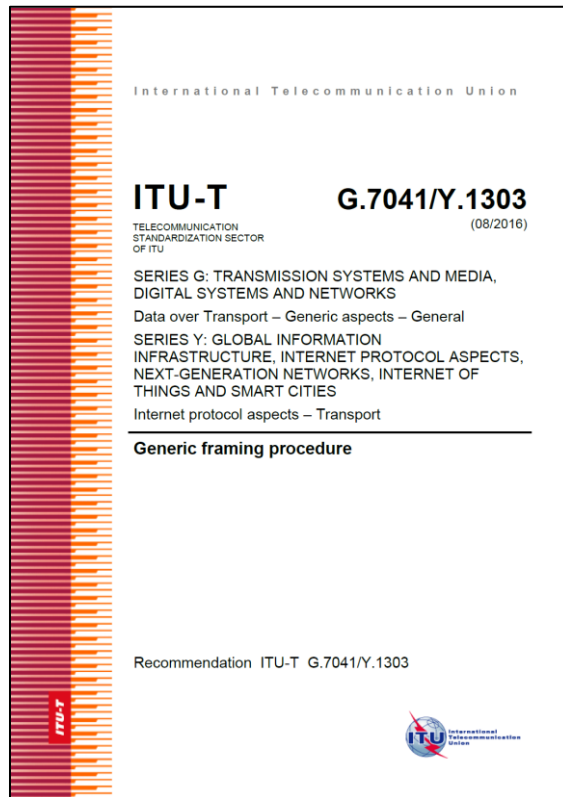 International Telecommunication Union
ITU-T
G.7041/Y.1303
TELECOMMUNICATION
STANDARDIZATION SECTOR
OF ITU
(08/2016)
SERIES G: TRANSMISSION SYSTEMS AND MEDIA,
DIGITAL SYSTEMS AND NETWORKS
Data over Transport – Generic aspects – General
SERIES Y: GLOBAL INFORMATION
INFRASTRUCTURE, INTERNET PROTOCOL ASPECTS,
NEXT-GENERATION NETWORKS, INTERNET OF
THINGS AND SMART CITIES
Internet protocol aspects – Transport
Generic framing procedure
Recommendation ITU-T G.7041/Y.1303
ITU-T
ITU
International
Telecommunication
Union